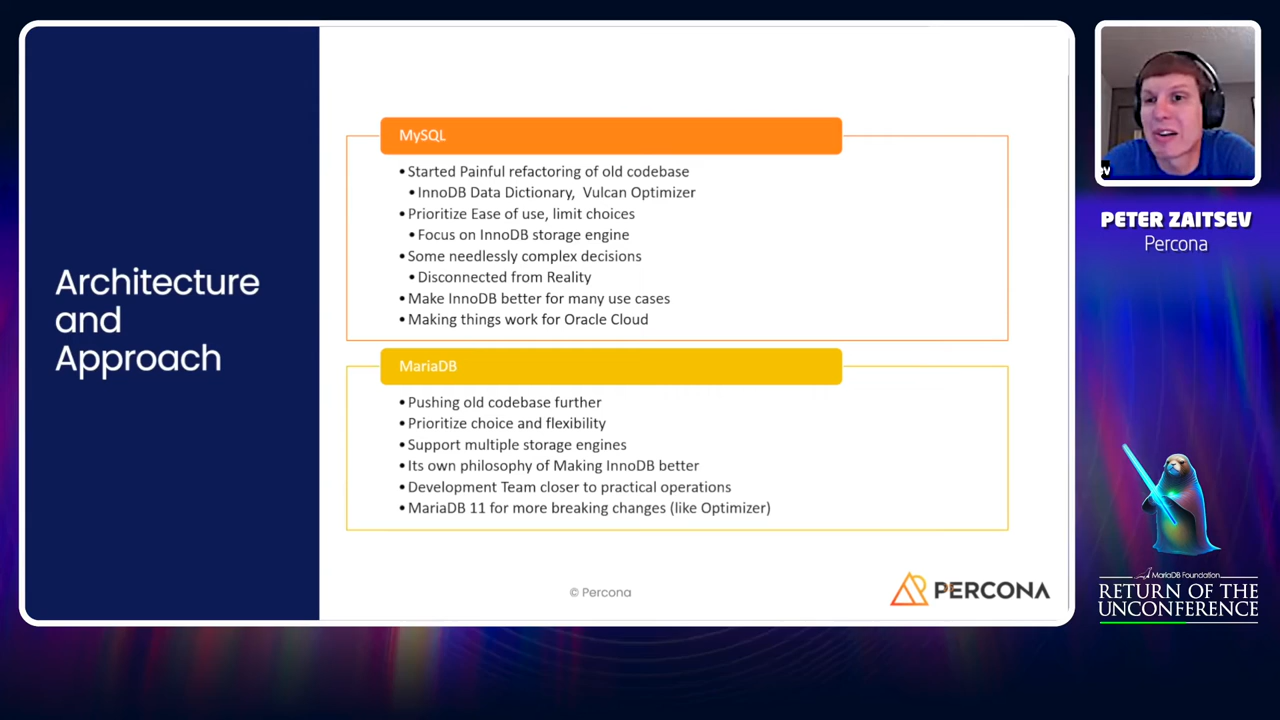 Architecture
and
Approach
MySQL
•Started Painful refactoring of old codebase
•InnoDB Data Dictionary, Vulcan Optimizer
•Prioritize Ease of use, limit choices
•Focus on InnoDB storage engine
•Some needlessly complex decisions
•Disconnected from Reality
•Make InnoDB better for many use cases
•Making things work for Oracle Cloud
MariaDB
•Pushing old codebase further
•Prioritize choice and flexibility
•Support multiple storage engines
•Its own philosophy of Making InnoDB better
•Development Team closer to practical operations
•MariaDB 11 for more breaking changes (like Optimizer)
© Percona
PERCONA
ev
PETER ZAITSEV
Percona
MariaDB Foundation
RETURN OF THE
UNCONFERENCE